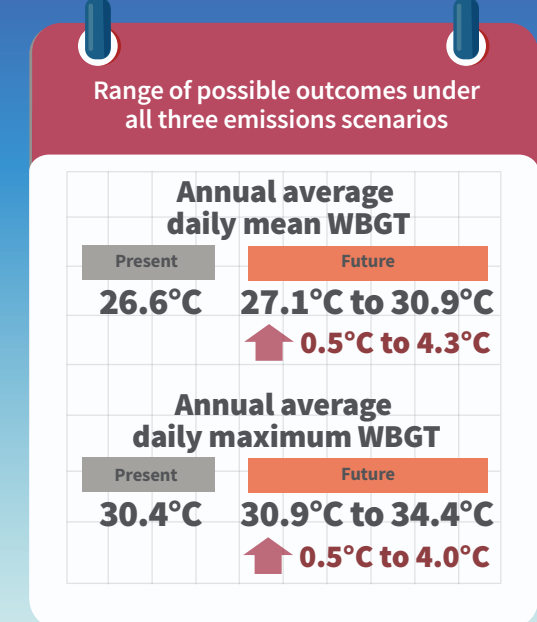 Range of possible outcomes under
all three emissions scenarios
Annual average
daily mean WBGT
Present Future
26.6°C 27.1°C to 30.9°C
0.5°C to 4.3°C
Annual average
daily maximum WBGT
Present Future
30.4°C 30.9°C to 34.4°C
0.5°C to 4.0°C